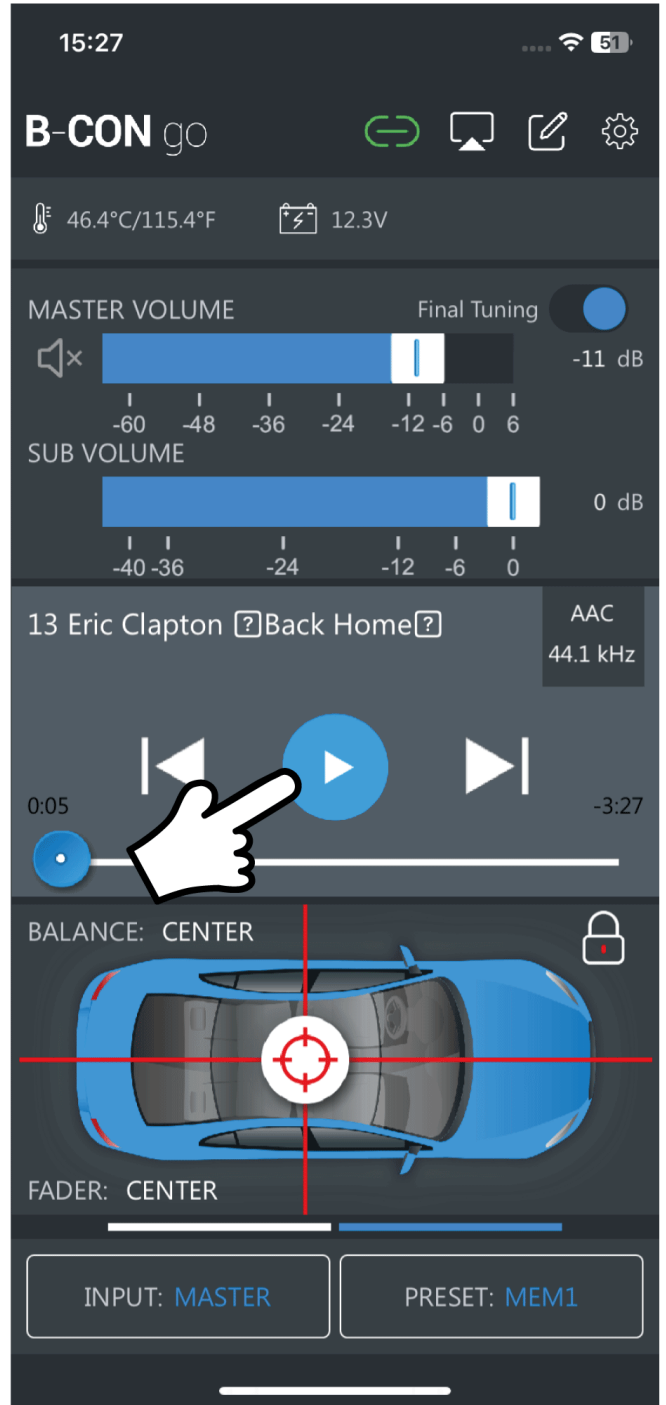 15:27
51
B-CON go
46.4°C/115.4°F
12.3V
MASTER VOLUME
Final Tuning
-11 dB
-60 -48 -36 -24 -12 -6 0 6
SUB VOLUME
0 dB
-40 -36 -24 -12 -6 0
13 Eric Clapton ?Back Home?
AAC
44.1 kHz
0:05
-3:27
BALANCE: CENTER
FADER: CENTER
INPUT: MASTER
PRESET: MEM1